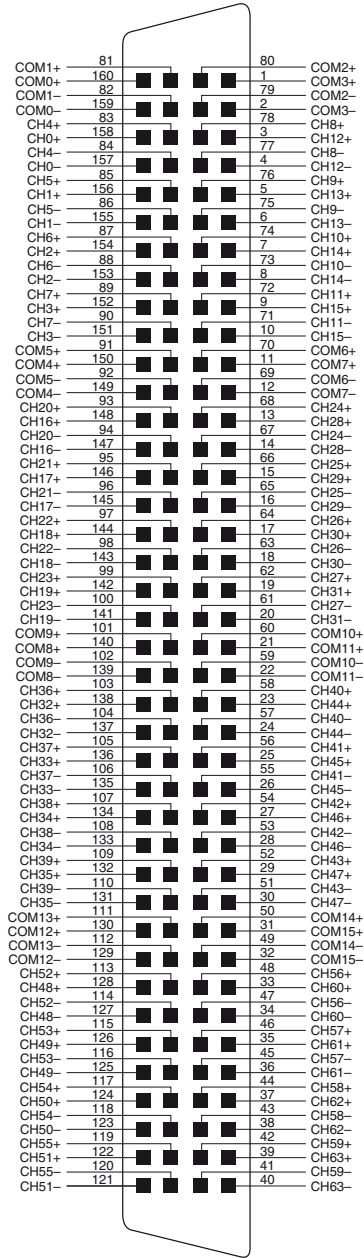 COM1+ 81 80 COM2+
COM0+ 160 1 COM3+
COM1– 82 79 COM2–
COM0– 159 2 COM3–
CH4+ 83 78 CH8+
CH0+ 158 3 CH12+
CH4– 84 77 CH8–
CH0– 157 4 CH12–
CH5+ 85 76 CH9+
CH1+ 156 5 CH13+
CH5– 86 75 CH9–
CH1– 155 6 CH13–
CH6+ 87 74 CH10+
CH2+ 154 7 CH14+
CH6– 88 73 CH10–
CH2– 153 8 CH14–
CH7+ 89 72 CH11+
CH3+ 152 9 CH15+
CH7– 90 71 CH11–
CH3– 151 10 CH15–
COM5+ 91 70 COM6+
COM4+ 150 11 COM7+
COM5– 92 69 COM6–
COM4– 149 12 COM7–
CH20+ 93 68 CH24+
CH16+ 148 13 CH28+
CH20– 94 67 CH24–
CH16– 147 14 CH28–
CH21+ 95 66 CH25+
CH17+ 146 15 CH29+
CH21– 96 65 CH25–
CH17– 145 16 CH29–
CH22+ 97 64 CH26+
CH18+ 144 17 CH30+
CH22– 98 63 CH26–
CH18– 143 18 CH30–
CH23+ 99 62 CH27+
CH19+ 142 19 CH31+
CH23– 100 61 CH27–
CH19– 141 20 CH31–
COM9+ 101 60 COM10+
COM8+ 140 21 COM11+
COM9– 102 59 COM10–
COM8– 139 22 COM11–
CH36+ 103 58 CH40+
CH32+ 138 23 CH44+
CH36– 104 57 CH40–
CH32– 137 24 CH44–
CH37+ 105 56 CH41+
CH33+ 136 25 CH45+
CH37– 106 55 CH41–
CH33– 135 26 CH45–
CH38+ 107 54 CH42+
CH34+ 134 27 CH46+
CH38– 108 53 CH42–
CH34– 133 28 CH46–
CH39+ 109 52 CH43+
CH35+ 132 29 CH47+
CH39– 110 51 CH43–
CH35– 131 30 CH47–
COM13+ 111 50 COM14+
COM12+ 130 31 COM15+
COM13– 112 49 COM14–
COM12– 129 32 COM15–
CH52+ 113 48 CH56+
CH48+ 128 33 CH60+
CH52– 114 47 CH56–
CH48– 127 34 CH60–
CH53+ 115 46 CH57+
CH49+ 126 35 CH61+
CH53– 116 45 CH57–
CH49– 125 36 CH61–
CH54+ 117 44 CH58+
CH50+ 124 37 CH62+
CH54– 118 43 CH58–
CH50– 123 38 CH62–
CH55+ 119 42 CH59+
CH51+ 122 39 CH63+
CH55– 120 41 CH59–
CH51– 121 40 CH63–